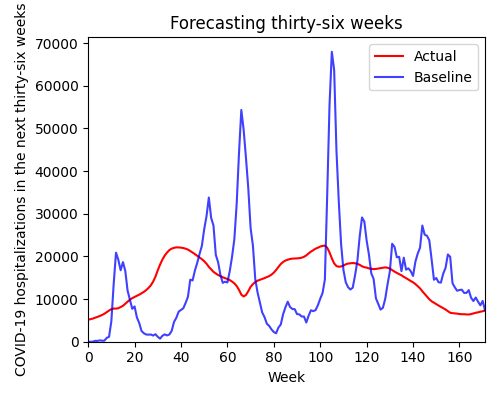 Forecasting thirty-six weeks
COVID-19 hospitalizations in the next thirty-six weeks
70000
60000
50000
40000
30000
20000
10000
0
Actual
Baseline
0 20 40 60 80 100 120 140 160
Week